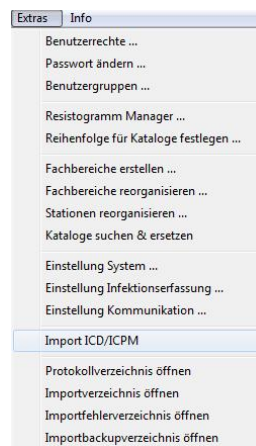 Extras Info
Benutzerrechte ...
Passwort ändern ...
Benutzergruppen ...
Resistogramm Manager ...
Reihenfolge für Kataloge festlegen ...
Fachbereiche erstellen ...
Fachbereiche reorganisieren ...
Stationen reorganisieren ...
Kataloge suchen & ersetzen
Einstellung System ...
Einstellung Infektionserfassung ...
Einstellung Kommunikation ...
Import ICD/ICPM
Protokollverzeichnis öffnen
Importverzeichnis öffnen
Importfehlerverzeichnis öffnen
Importbackupverzeichnis öffnen